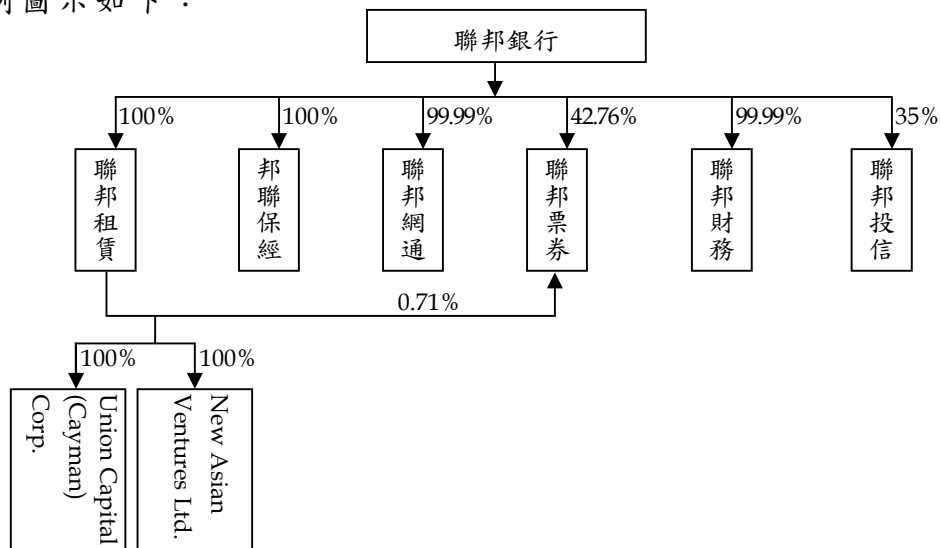 例圖示如下：
聯邦銀行
100%
100%
99.99%
42.76%
99.99%
35%
聯邦租賃
邦聯保經
聯邦網通
聯邦票券
聯邦財務
聯邦投信
0.71%
100%
100%
Union Capital
(Cayman)
Corp.
New Asian
Ventures Ltd.